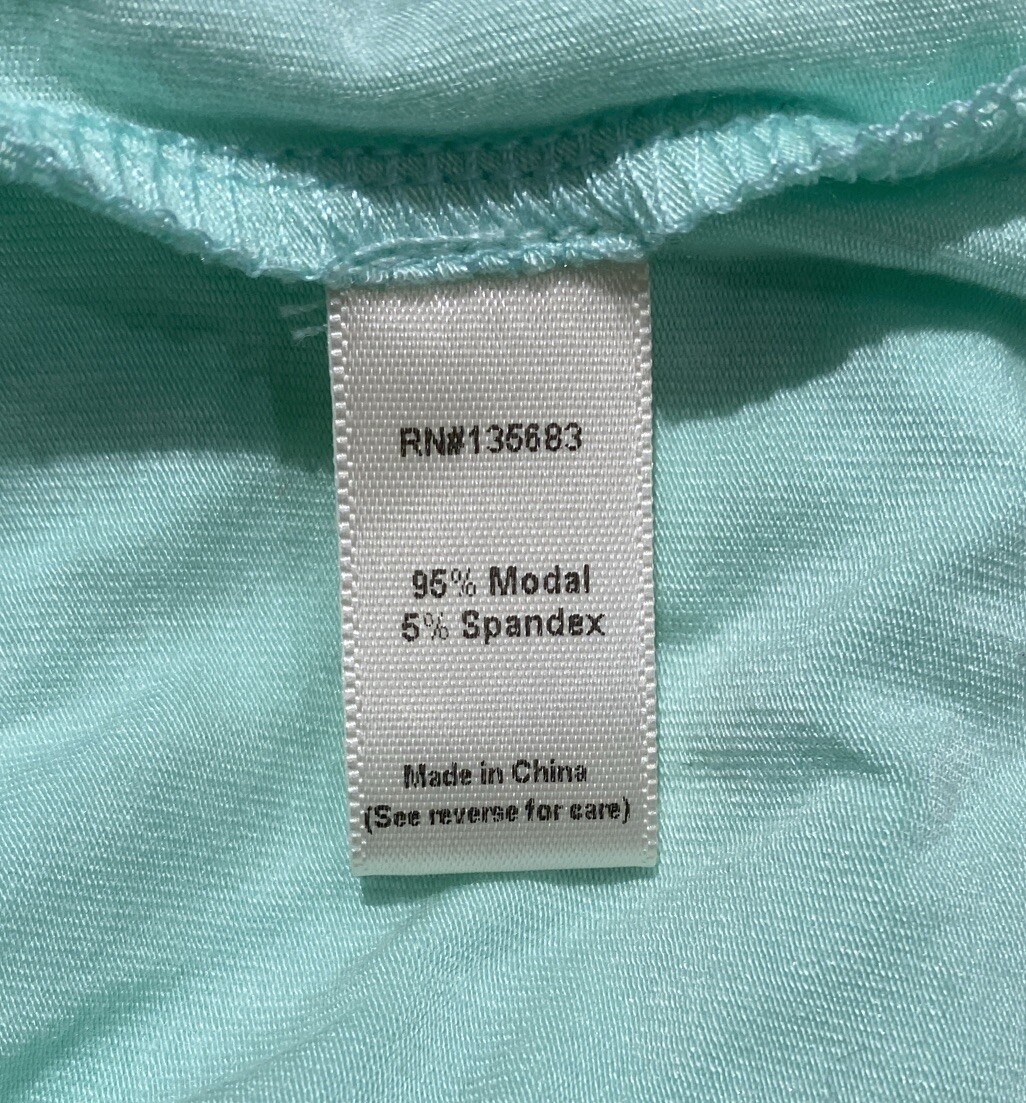 RN#135683
95% Modal
5% Spandex
Made in China
(See reverse for care)